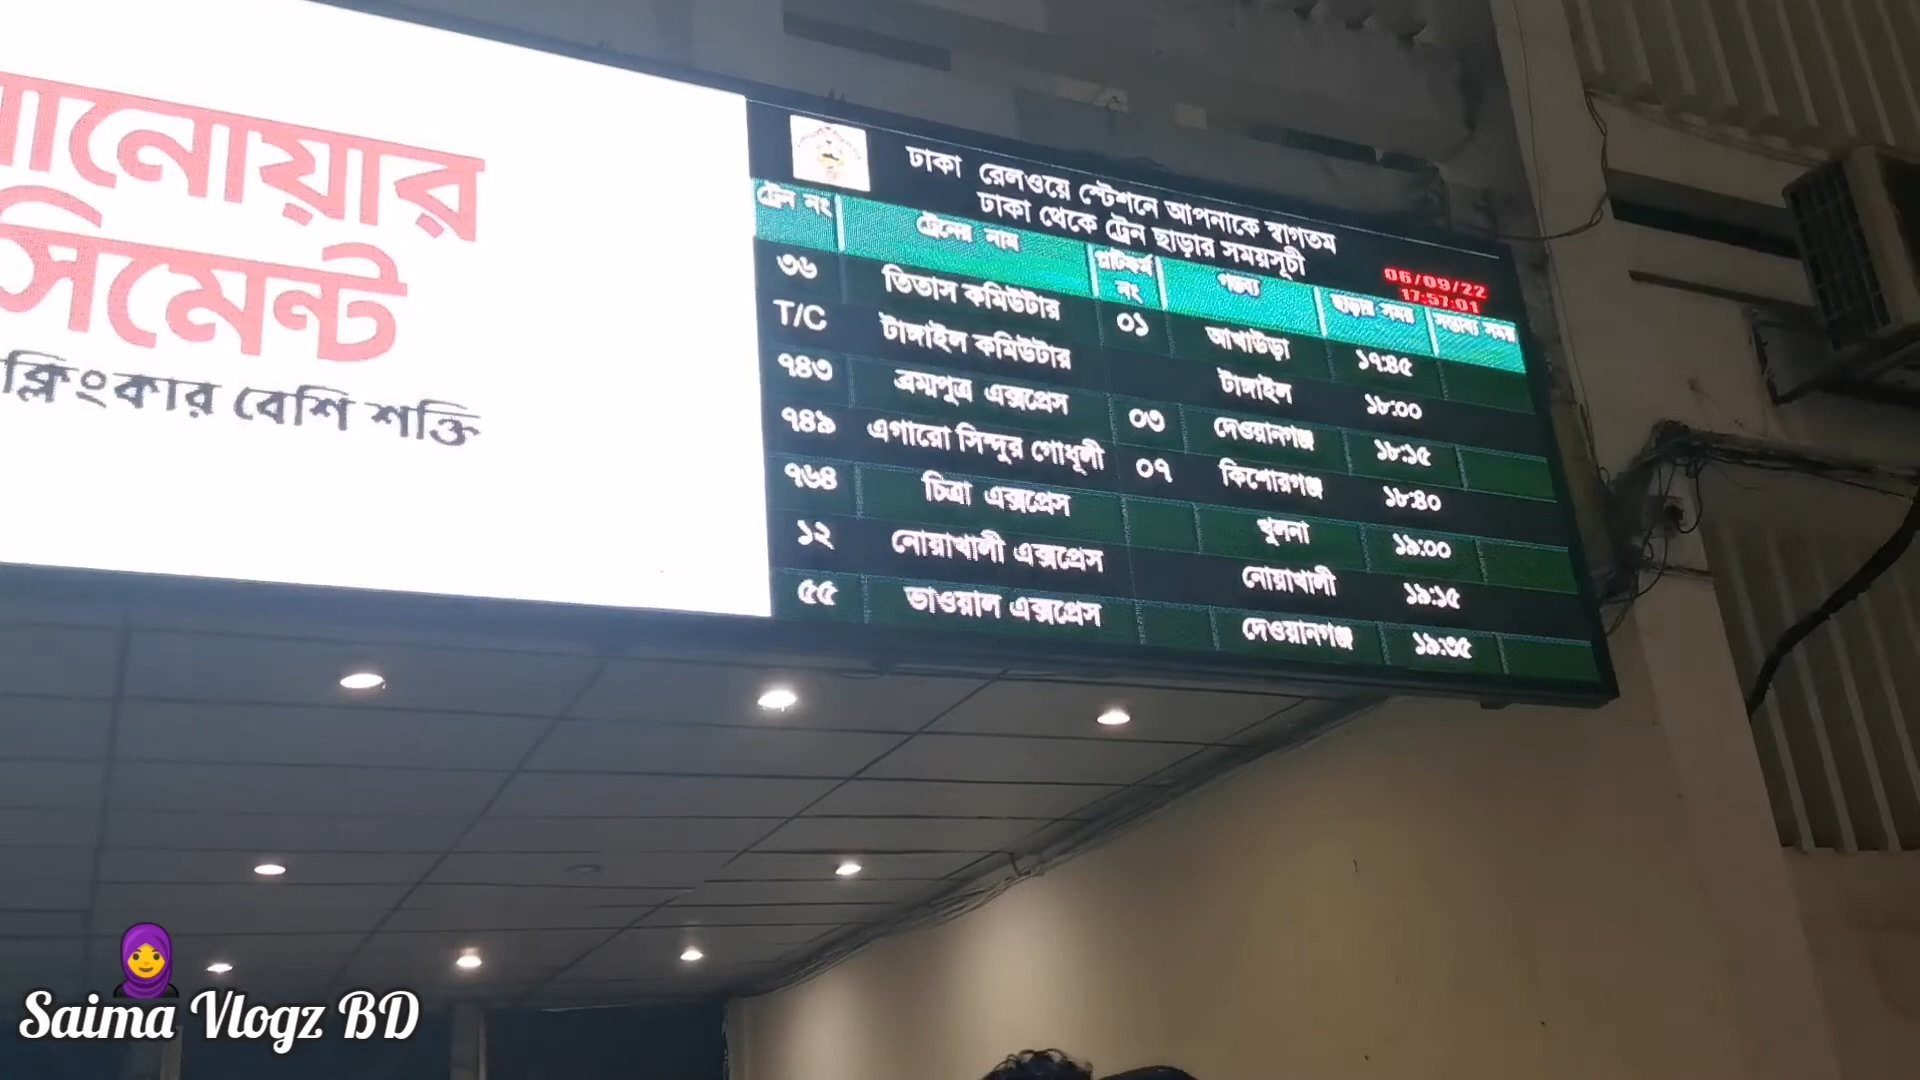 নোয়ার
সিমেন্ট
ক্লিংকার বেশি শক্তি
ঢাকা রেলওয়ে স্টেশনে আপনাকে স্বাগতম
ঢাকা থেকে ট্রেন ছাড়ার সময়সূচী
06/09/22
17:57:01
ট্রেন নং ট্রেনের নাম প্লাটফর্ম নং গন্তব্য ছাড়ার সময় সম্ভাব্য সময়
৩৬ তিতাস কমিউটার ০১ আখাউড়া ১৭:৪৫
T/C টাঙ্গাইল কমিউটার টাঙ্গাইল ১৮:০০
৭৪৩ ব্রহ্মপুত্র এক্সপ্রেস ০৩ দেওয়ানগঞ্জ ১৮:১৫
৭৪৯ এগারো সিন্দুর গোধূলী ০৭ কিশোরগঞ্জ ১৮:৪০
৭৬৪ চিত্রা এক্সপ্রেস খুলনা ১৯:০০
১২ নোয়াখালী এক্সপ্রেস নোয়াখালী ১৯:১৫
৫৫ ভাওয়াল এক্সপ্রেস দেওয়ানগঞ্জ ১৯:৩৫
Saima Vlogz BD